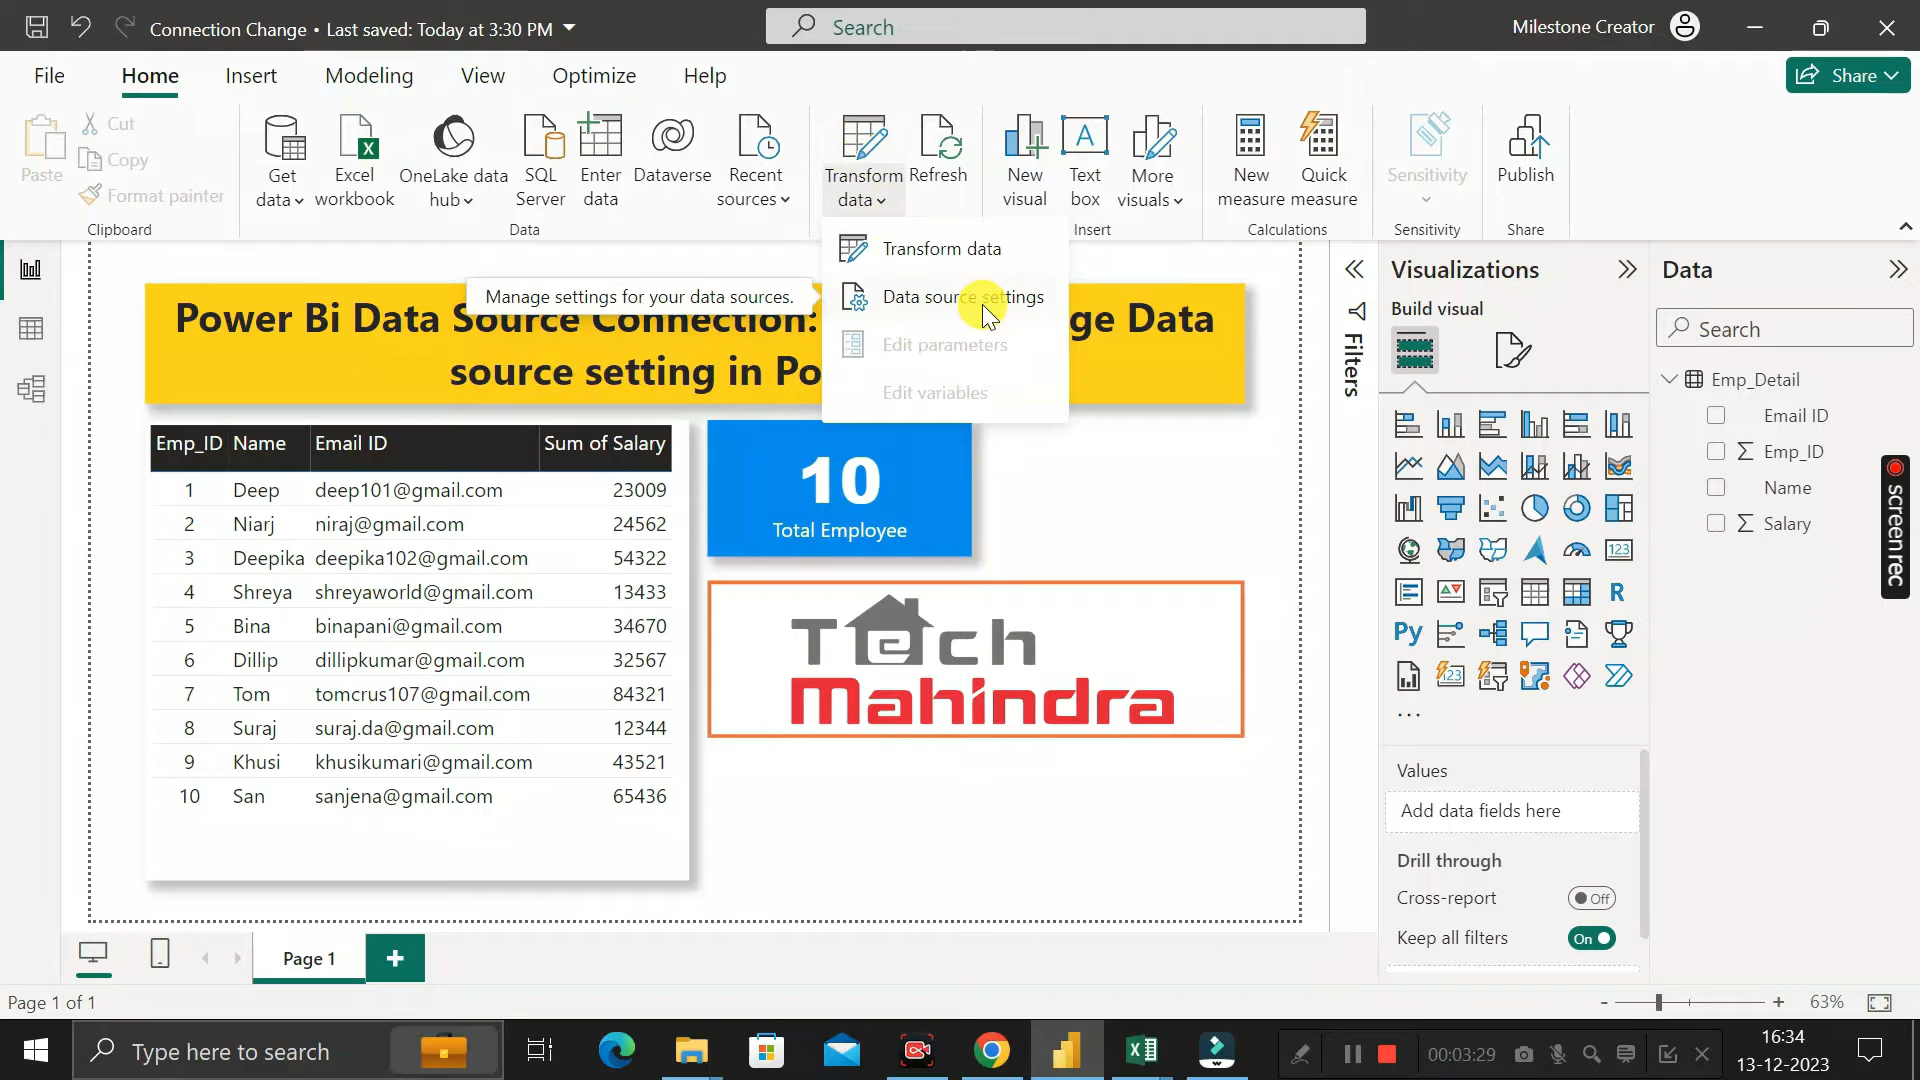 Connection Change • Last saved: Today at 3:30 PM
Search
Milestone Creator
File
Home
Insert
Modeling
View
Optimize
Help
Share
Paste
Cut
Copy
Format painter
Clipboard
Get data
Excel workbook
OneLake data hub
SQL Server
Enter data
Dataverse
Recent sources
Data
Transform data
Refresh
New visual
Text box
More visuals
Insert
New measure
Quick measure
Calculations
Sensitivity
Sensitivity
Publish
Share
Transform data
Data source settings
Edit parameters
Edit variables
Manage settings for your data sources.
Power Bi Data Source Connection: ge Data
source setting in Po
Emp_ID Name Email ID Sum of Salary
1 Deep deep101@gmail.com 23009
2 Niarj niraj@gmail.com 24562
3 Deepika deepika102@gmail.com 54322
4 Shreya shreyaworld@gmail.com 13433
5 Bina binapani@gmail.com 34670
6 Dillip dillipkumar@gmail.com 32567
7 Tom tomcrus107@gmail.com 84321
8 Suraj suraj.da@gmail.com 12344
9 Khusi khusikumari@gmail.com 43521
10 San sanjena@gmail.com 65436
10
Total Employee
Tech
Mahindra
Filters
Visualizations
Build visual
123
R
Py
123
...
Values
Add data fields here
Drill through
Cross-report
Off
Keep all filters
On
Data
Search
Emp_Detail
Email ID
Emp_ID
Name
Salary
screen rec
Page 1
Page 1 of 1
- + 63%
Type here to search
00:03:29
16:34
13-12-2023